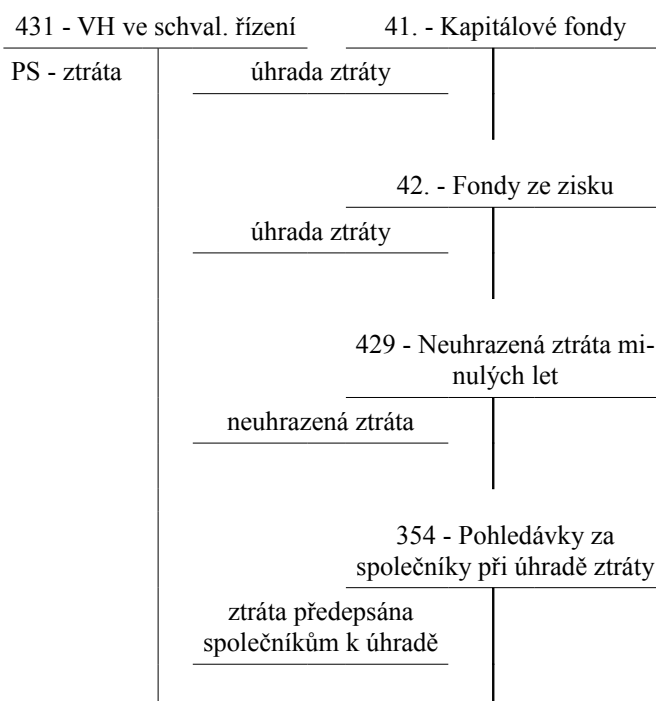 431 - VH ve schval. řízení
41. - Kapitálové fondy
PS - ztráta
úhrada ztráty
42. - Fondy ze zisku
úhrada ztráty
429 - Neuhrazená ztráta mi-
nulých let
neuhrazená ztráta
354 - Pohledávky za
společníky při úhradě ztráty
ztráta předepsána
společníkům k úhradě